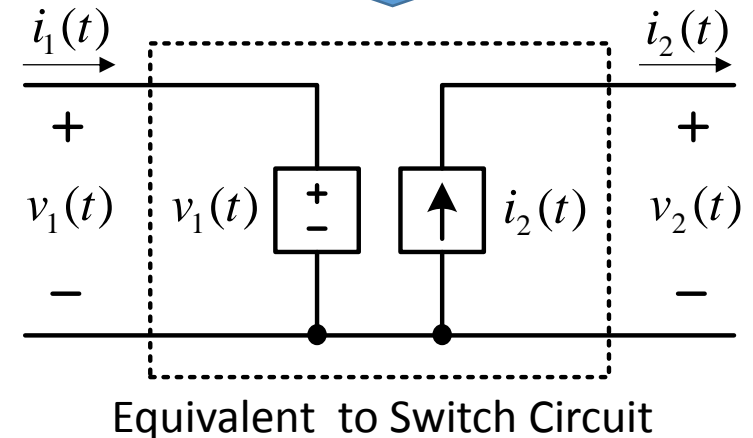 i₁(t) i₂(t)
+ +
v₁(t) v₁(t) + − i₂(t) v₂(t)
− −
Equivalent to Switch Circuit